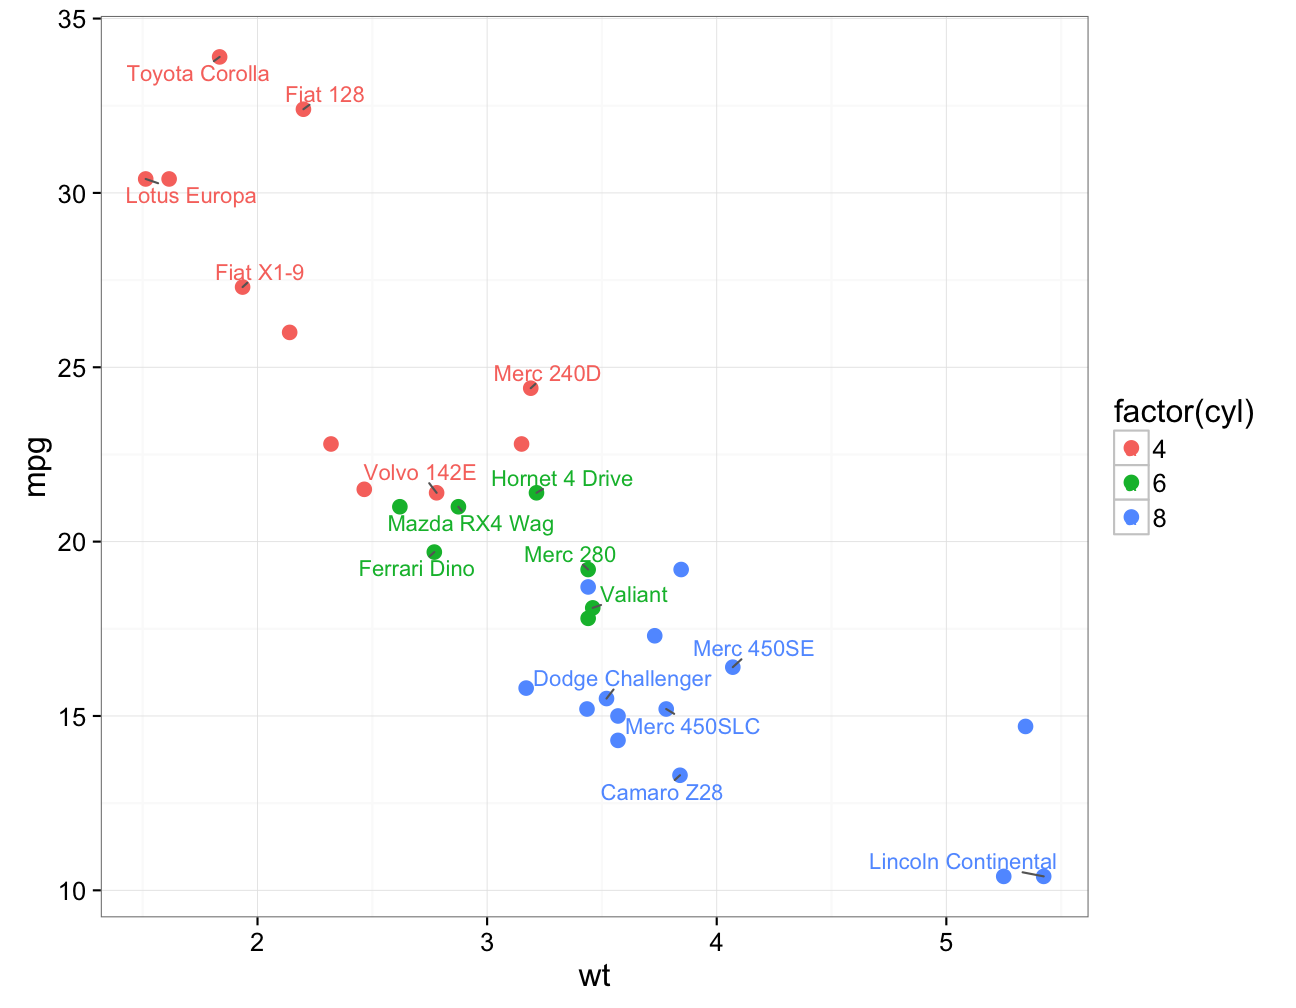 35
Toyota Corolla
Fiat 128
30
Lotus Europa
Fiat X1-9
25
Merc 240D
factor(cyl)
4
6
8
mpg
Volvo 142E
Hornet 4 Drive
Mazda RX4 Wag
20
Merc 280
Ferrari Dino
Valiant
Merc 450SE
Dodge Challenger
15
Merc 450SLC
Camaro Z28
Lincoln Continental
10
2 3 4 5
wt